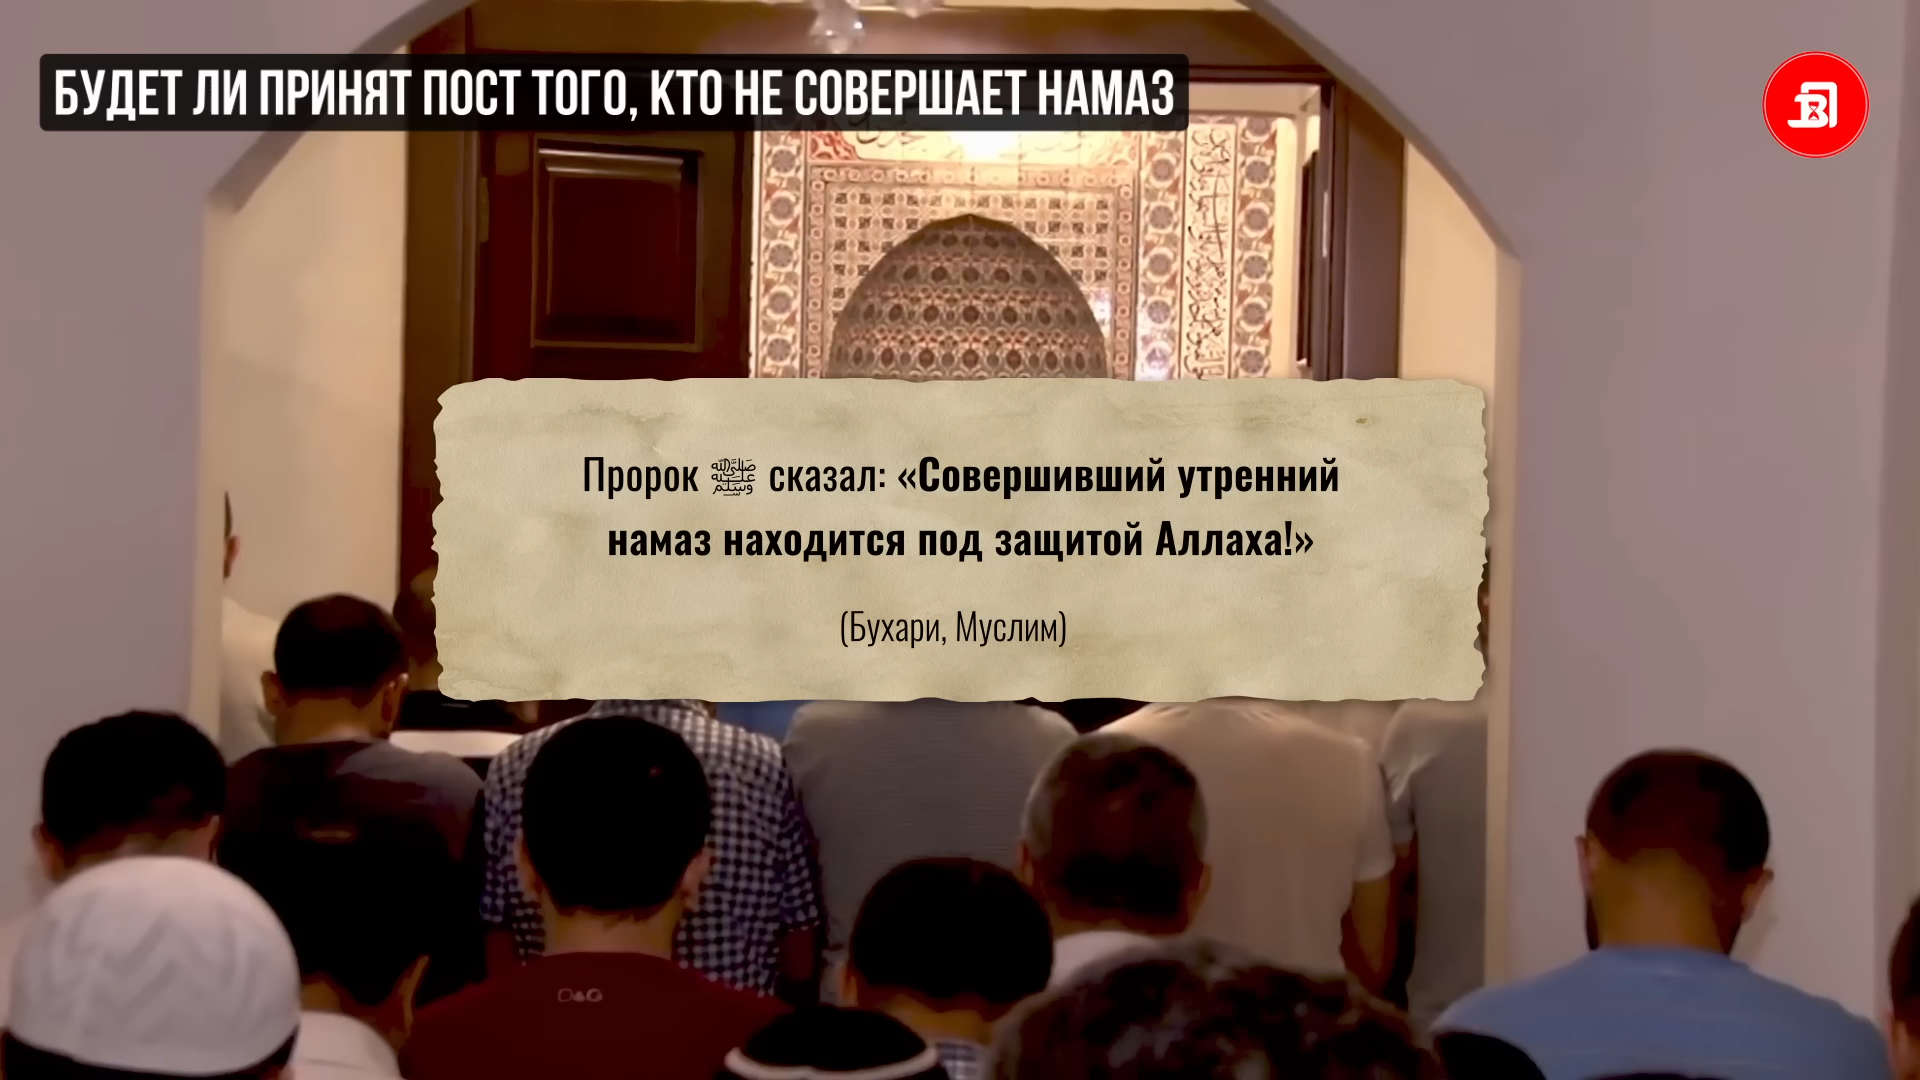 БУДЕТ ЛИ ПРИНЯТ ПОСТ ТОГО, КТО НЕ СОВЕРШАЕТ НАМАЗ
Пророк ﷺ сказал: «Совершивший утренний
намаз находится под защитой Аллаха!»
(Бухари, Муслим)
D&G